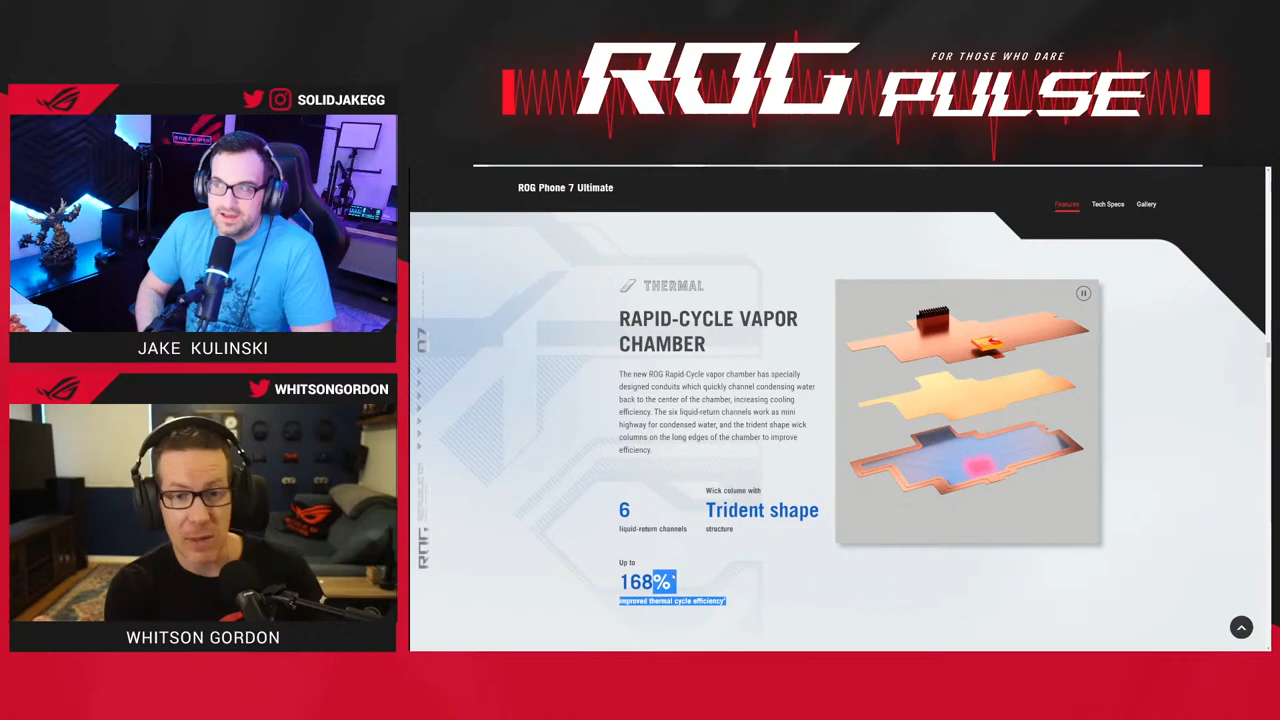 ROG PULSE
FOR THOSE WHO DARE
SOLIDJAKEGG
JAKE KULINSKI
WHITSONGORDON
WHITSON GORDON
ROG Phone 7 Ultimate
Features Tech Specs Gallery
THERMAL
RAPID-CYCLE VAPOR
CHAMBER
The new ROG Rapid-Cycle vapor chamber has specially
designed conduits which quickly channel condensing water
back to the center of the chamber, increasing cooling
efficiency. The six liquid-return channels work as mini
highway for condensed water, and the trident shape wick
columns on the long edges of the chamber to improve
efficiency.
6
liquid-return channels
Wick column with
Trident shape
structure
Up to
168%*
improved thermal cycle efficiency*
07
ROG